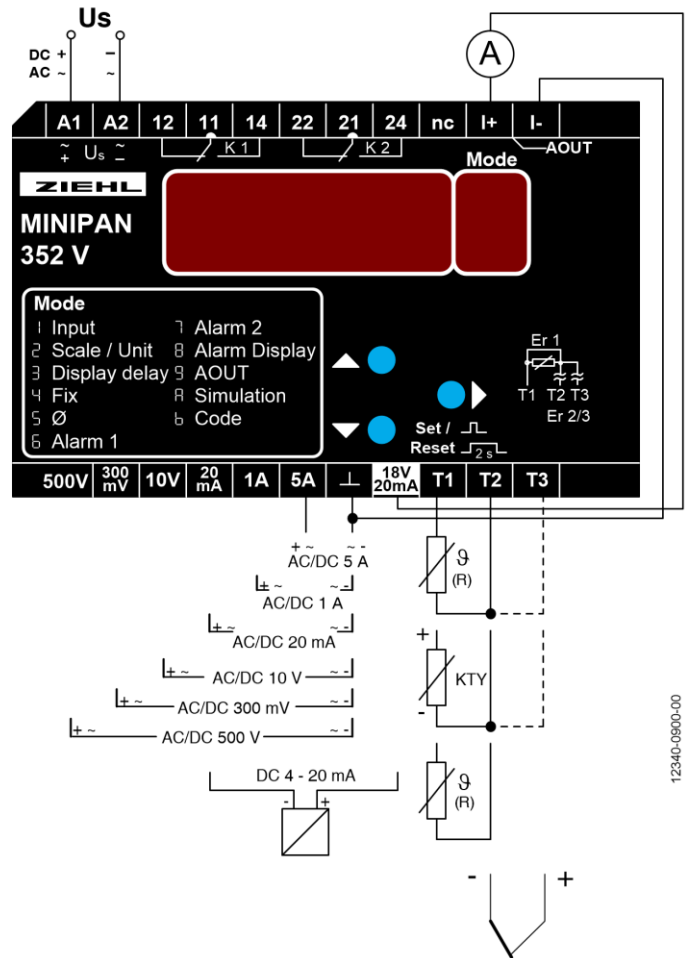 Us
DC + -
AC ~ ~
A
A1 A2 12 11 14 22 21 24 nc I+ I-
~ + Us ~ - K 1 K 2 AOUT
Mode
ZIEHL
MINIPAN
352 V
Mode
1 Input
2 Scale / Unit
3 Display delay
4 Fix
5 Ø
6 Alarm 1
7 Alarm 2
8 Alarm Display
9 AOUT
A Simulation
b Code
Set /
Reset 2 s
Er 1
T1 T2 T3
Er 2/3
500V 300 mV 10V 20 mA 1A 5A ⊥ 18V 20mA T1 T2 T3
+ ~ ~ -
AC/DC 5 A
+ ~ ~ -
AC/DC 1 A
+ ~ ~ -
AC/DC 20 mA
+ ~ AC/DC 10 V ~ -
+ ~ AC/DC 300 mV ~ -
+ ~ AC/DC 500 V ~ -
DC 4 - 20 mA
- +
ϑ
(R)
+
KTY
-
ϑ
(R)
- +
12340-0900-00